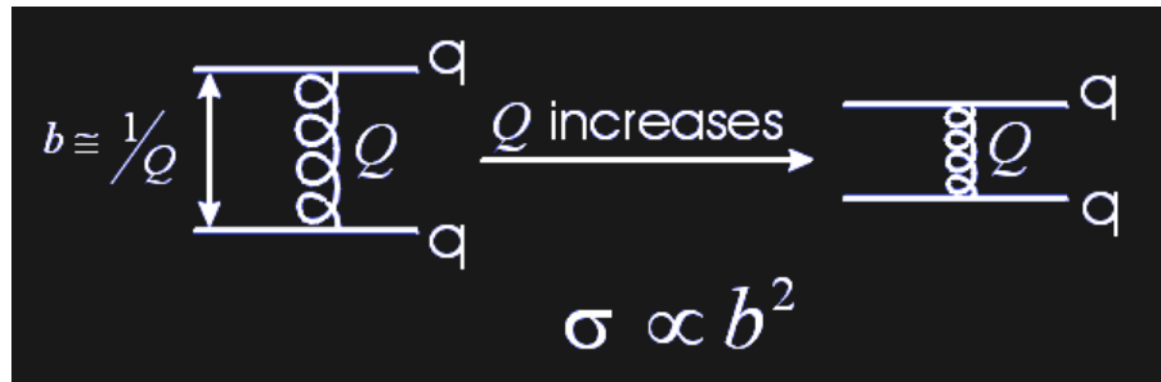 q
b ≅ 1/Q
Q
Q increases
q
Q
q
q
σ ∝ b²